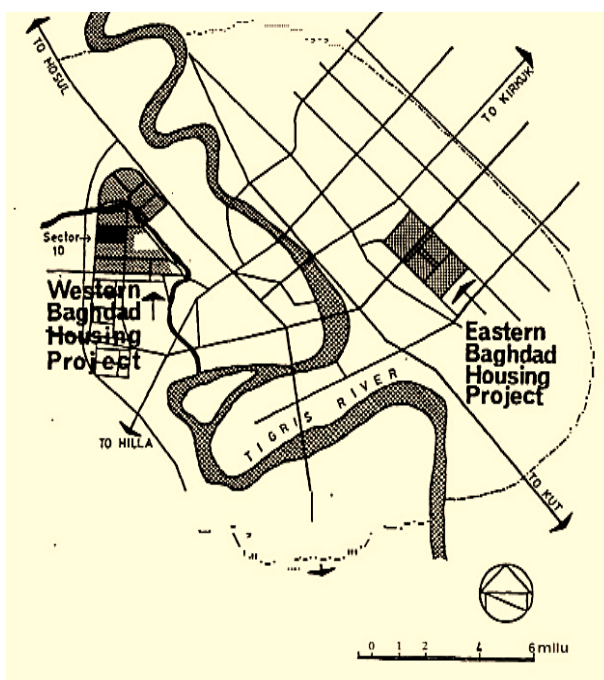 TO MOSUL
TO KIRKUK
Sector→
10
Western
Baghdad
Housing
Project
Eastern
Baghdad
Housing
Project
TIGRIS RIVER
TO HILLA
TO KUT
0 1 2 4 6 milu